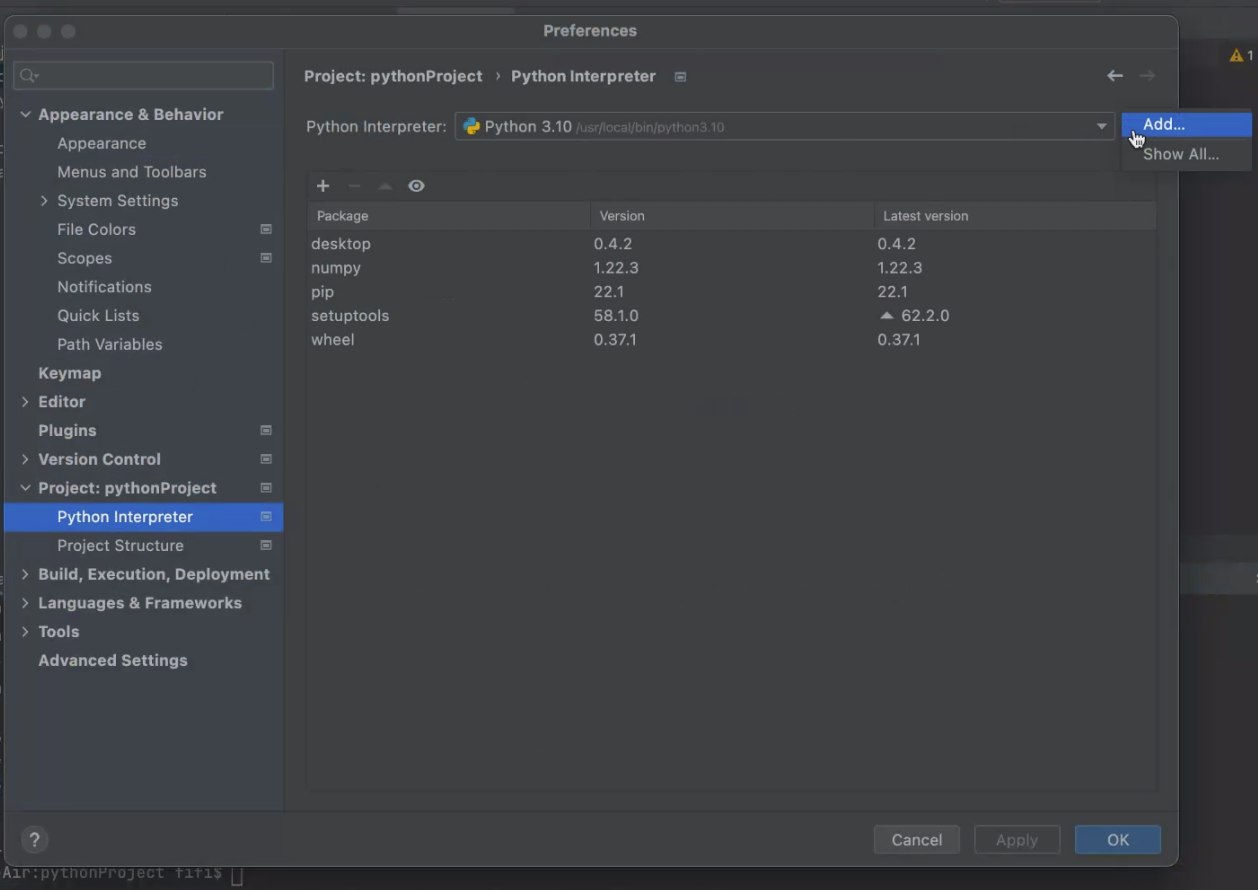 Preferences
Appearance & Behavior
Appearance
Menus and Toolbars
System Settings
File Colors
Scopes
Notifications
Quick Lists
Path Variables
Keymap
Editor
Plugins
Version Control
Project: pythonProject
Python Interpreter
Project Structure
Build, Execution, Deployment
Languages & Frameworks
Tools
Advanced Settings
Project: pythonProject › Python Interpreter
Python Interpreter: Python 3.10 /usr/local/bin/python3.10
Add...
Show All...
Package Version Latest version
desktop 0.4.2 0.4.2
numpy 1.22.3 1.22.3
pip 22.1 22.1
setuptools 58.1.0 62.2.0
wheel 0.37.1 0.37.1
? Cancel Apply OK
1
Air:pythonProject fifi$